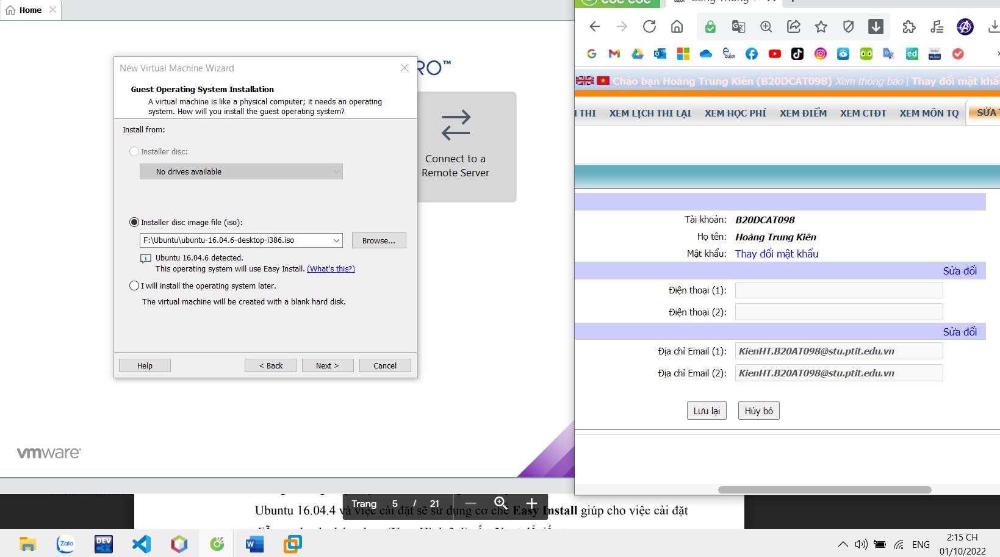 Home
New Virtual Machine Wizard
RO™
Guest Operating System Installation
A virtual machine is like a physical computer; it needs an operating
system. How will you install the guest operating system?
Install from:
Installer disc:
No drives available
Installer disc image file (iso):
F:\Ubuntu\ubuntu-16.04.6-desktop-i386.iso
Browse...
Ubuntu 16.04.6 detected.
This operating system will use Easy Install. (What's this?)
I will install the operating system later.
The virtual machine will be created with a blank hard disk.
Help
< Back
Next >
Cancel
Connect to a
Remote Server
vmware
Chào bạn Hoàng Trung Kiên (B20DCAT098) Xem thông báo | Thay đổi mật khẩ
THI XEM LỊCH THI LẠI XEM HỌC PHÍ XEM ĐIỂM XEM CTĐT XEM MÔN TQ SỬA
Tài khoản: B20DCAT098
Họ tên: Hoàng Trung Kiên
Mật khẩu: Thay đổi mật khẩu
Sửa đổi
Điện thoại (1):
Điện thoại (2):
Sửa đổi
Địa chỉ Email (1): KienHT.B20AT098@stu.ptit.edu.vn
Địa chỉ Email (2): KienHT.B20AT098@stu.ptit.edu.vn
Lưu lại
Hủy bỏ
Trang 5 / 21
Ubuntu 16.04.4 và việc cài đặt sẽ sử dụng cơ chế Easy Install giúp cho việc cài đặt
Zalo
DEV
C++
ENG
2:15 CH
01/10/2022